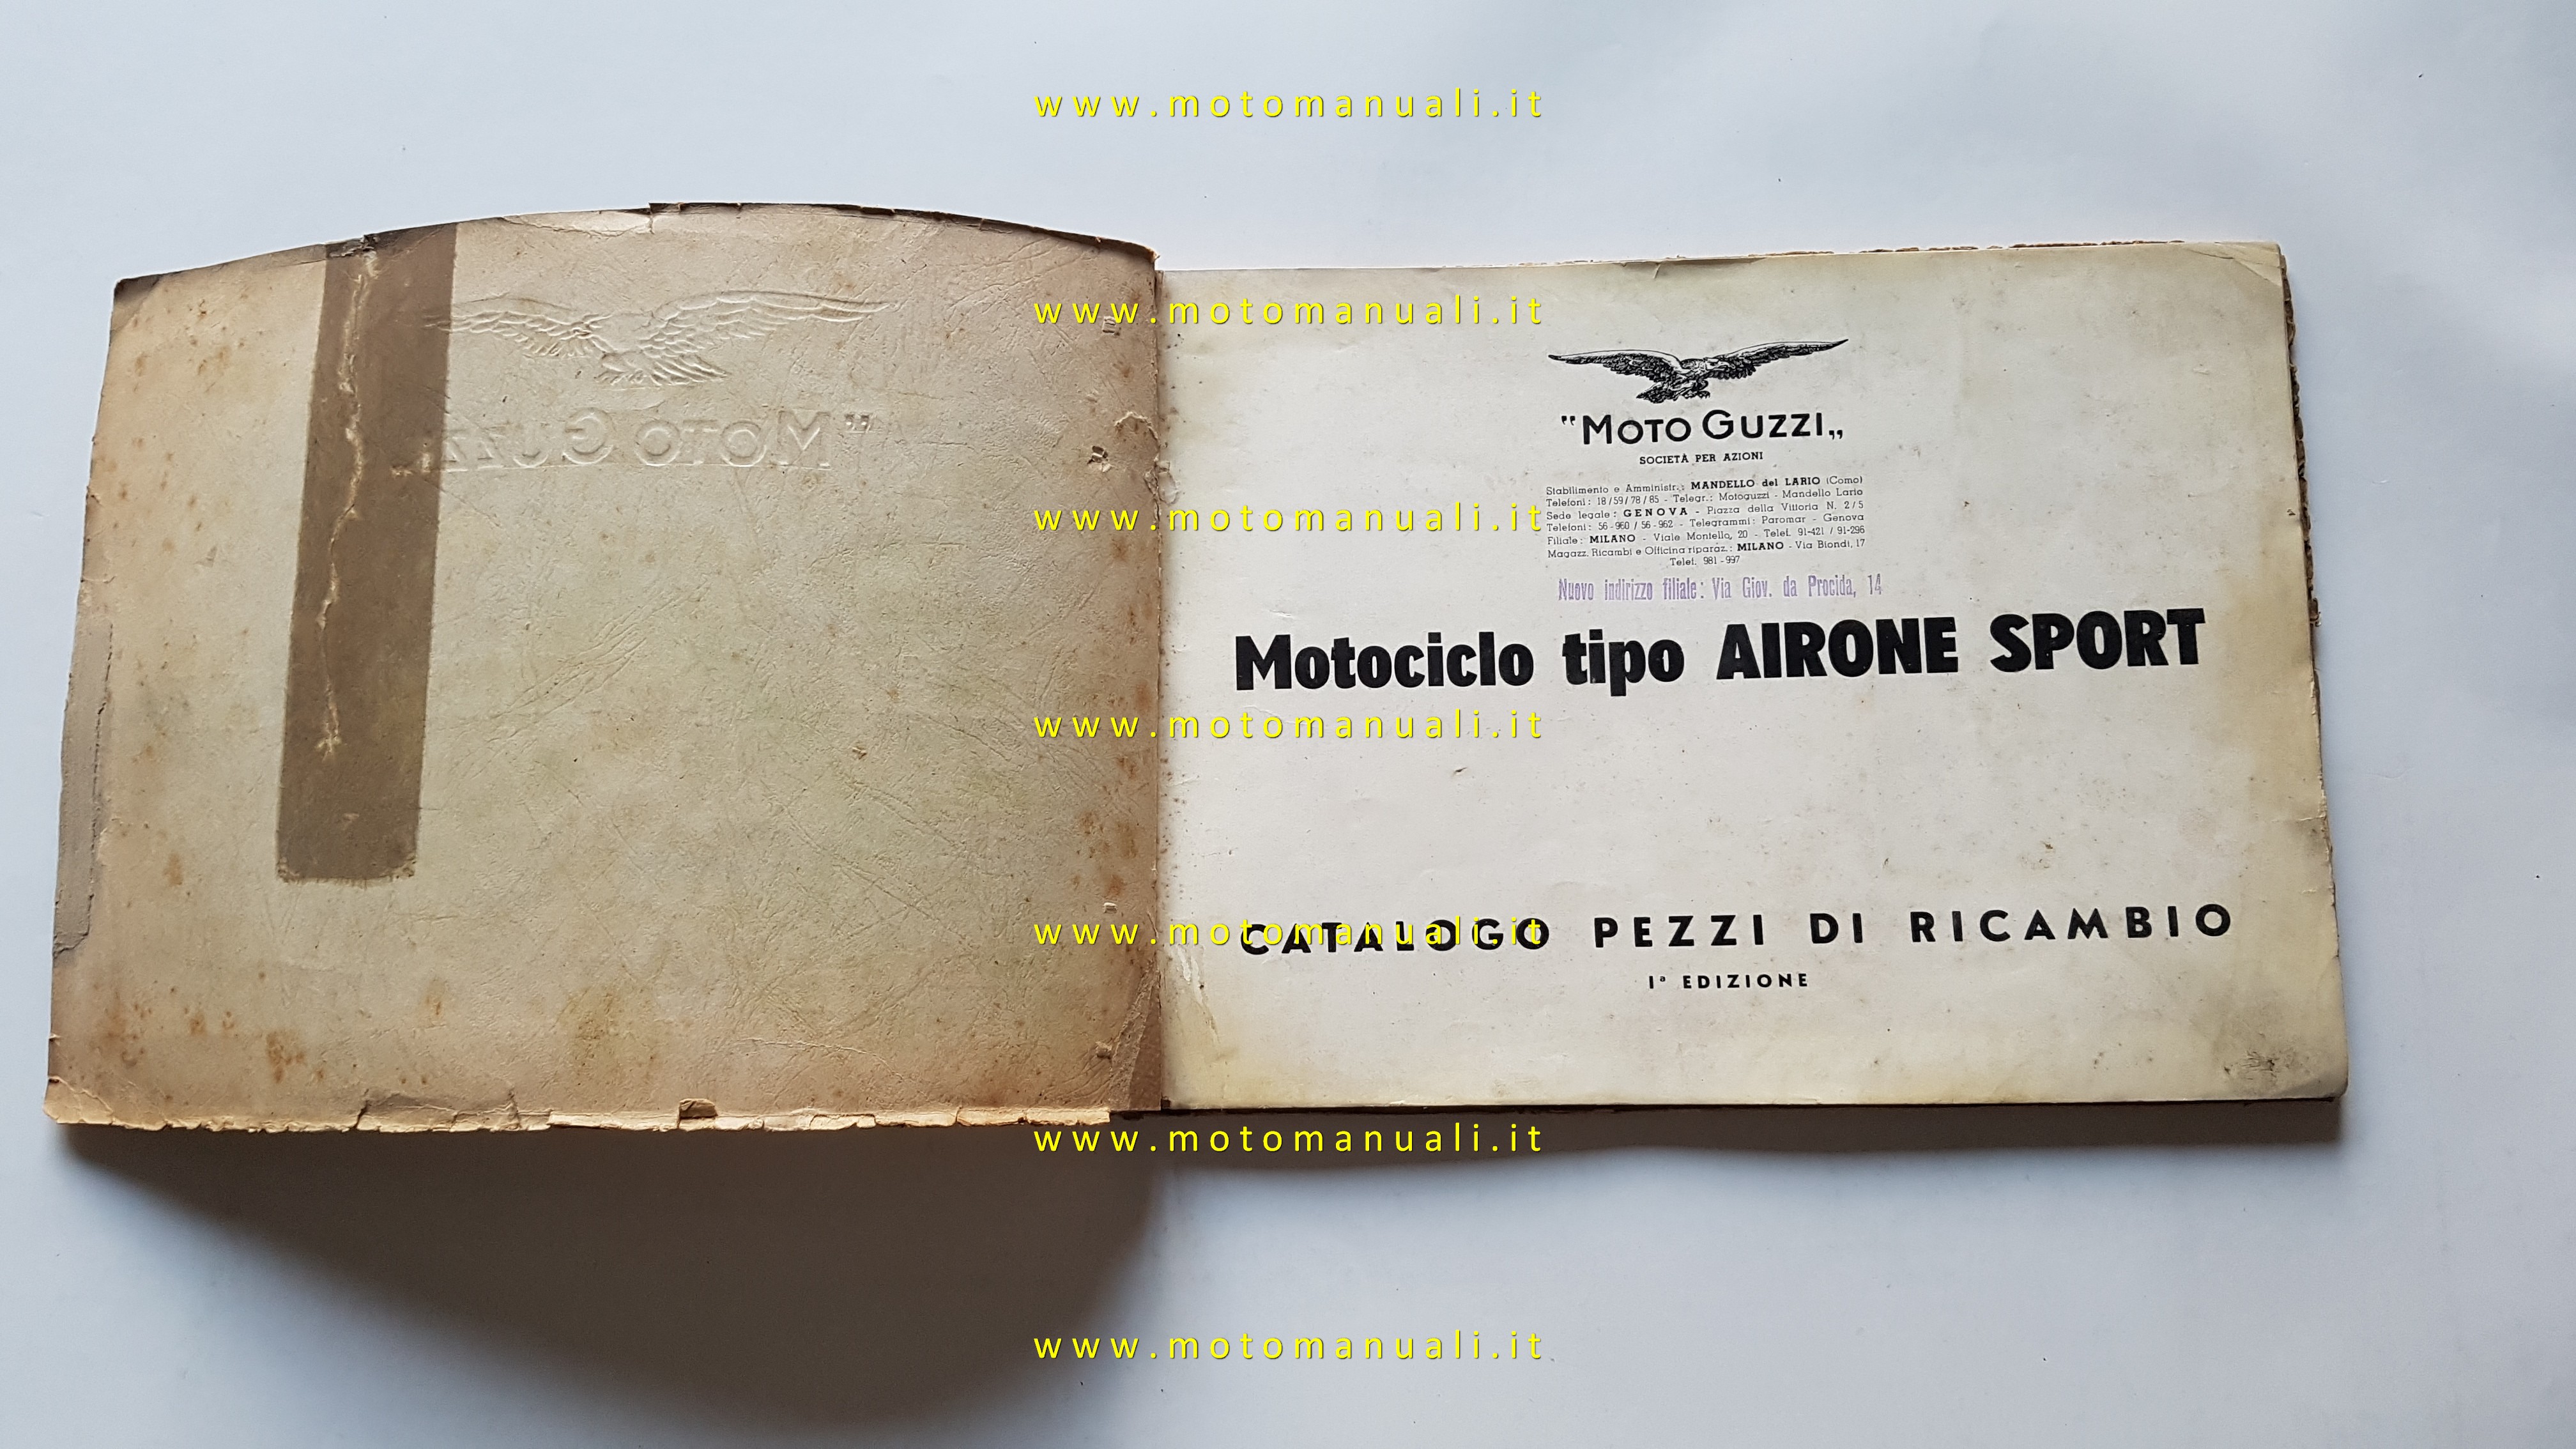 www.motomanuali.it
www.motomanuali.it
"MOTO GUZZ
"MOTO GUZZI„
SOCIETÀ PER AZIONI
Stabilimento e Amministr.: MANDELLO del LARIO (Como)
Telefoni: 18/59/78/85 - Telegr.: Motoguzzi - Mandello Lario
Sede legale: GENOVA - Piazza della Vittoria N. 2/5
www.motomanuali.it
Telefoni: 56-960 / 56-962 - Telegrammi: Paromar - Genova
Filiale: MILANO - Viale Moniello, 20 - Telef. 91-421 / 91-296
Magazz. Ricambi e Officina riparaz.: MILANO - Via Biondi, 17
Telef. 981-997
Nuovo indirizzo filiale: Via Giov. da Procida, 14
Motociclo tipo AIRONE SPORT
www.motomanuali.it
www.motomanuali.it
CATALOGO PEZZI DI RICAMBIO
1ª EDIZIONE
www.motomanuali.it
www.motomanuali.it